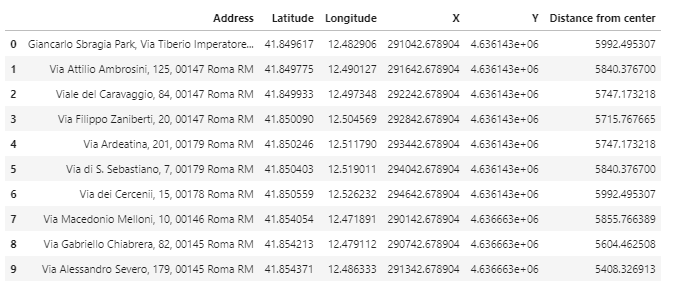 Address Latitude Longitude X Y Distance from center
0 Giancarlo Sbragia Park, Via Tiberio Imperatore... 41.849617 12.482906 291042.678904 4.636143e+06 5992.495307
1 Via Attilio Ambrosini, 125, 00147 Roma RM 41.849775 12.490127 291642.678904 4.636143e+06 5840.376700
2 Viale del Caravaggio, 84, 00147 Roma RM 41.849933 12.497348 292242.678904 4.636143e+06 5747.173218
3 Via Filippo Zaniberti, 20, 00147 Roma RM 41.850090 12.504569 292842.678904 4.636143e+06 5715.767665
4 Via Ardeatina, 201, 00179 Roma RM 41.850246 12.511790 293442.678904 4.636143e+06 5747.173218
5 Via di S. Sebastiano, 7, 00179 Roma RM 41.850403 12.519011 294042.678904 4.636143e+06 5840.376700
6 Via dei Cercenii, 15, 00178 Roma RM 41.850559 12.526232 294642.678904 4.636143e+06 5992.495307
7 Via Macedonio Melloni, 10, 00146 Roma RM 41.854054 12.471891 290142.678904 4.636663e+06 5855.766389
8 Via Gabriello Chiabrera, 82, 00145 Roma RM 41.854213 12.479112 290742.678904 4.636663e+06 5604.462508
9 Via Alessandro Severo, 179, 00145 Roma RM 41.854371 12.486333 291342.678904 4.636663e+06 5408.326913